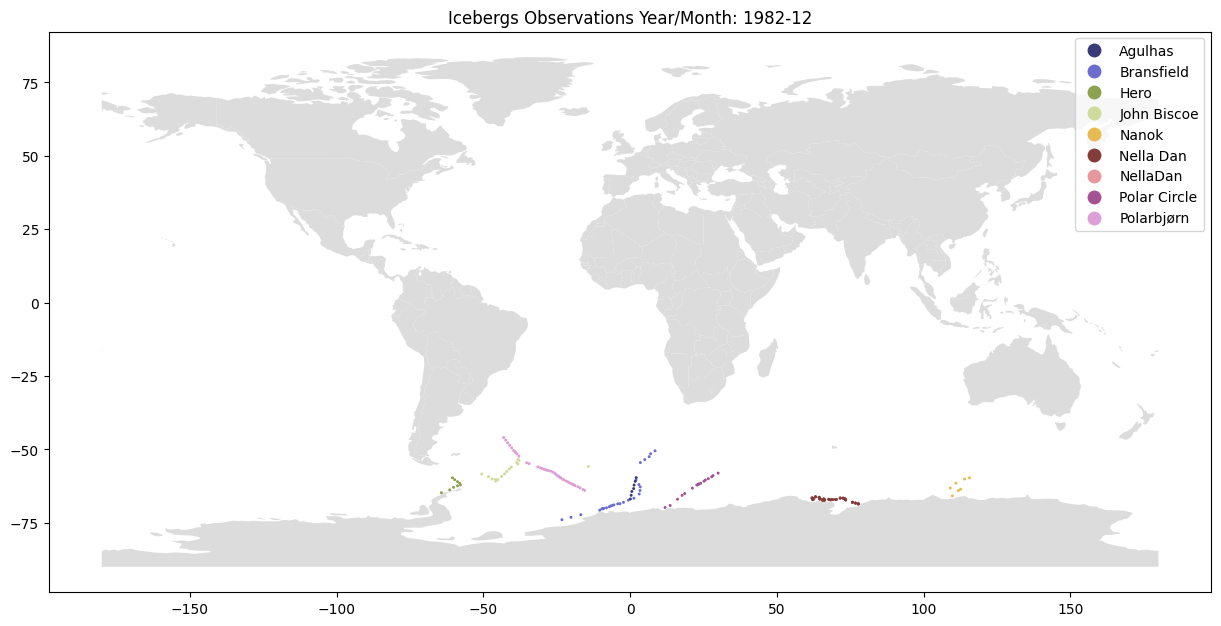 Icebergs Observations Year/Month: 1982-12
Agulhas
Bransfield
Hero
John Biscoe
Nanok
Nella Dan
NellaDan
Polar Circle
Polarbjørn
75
50
25
0
−25
−50
−75
−150
−100
−50
0
50
100
150